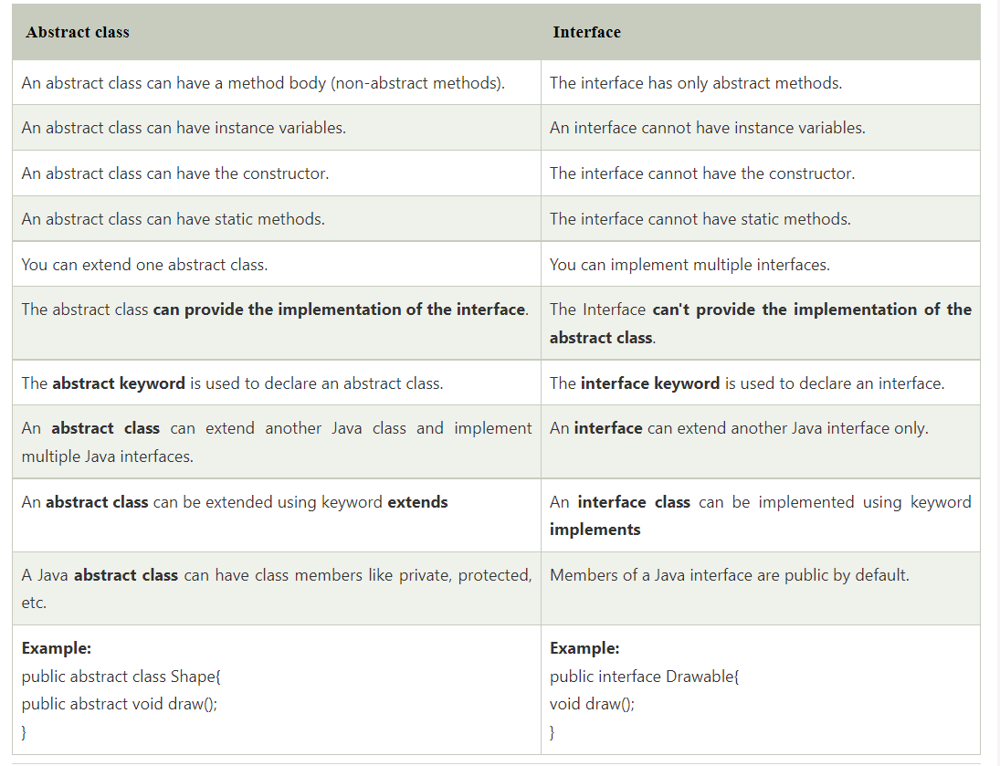 Abstract class
Interface
An abstract class can have a method body (non-abstract methods).
The interface has only abstract methods.
An abstract class can have instance variables.
An interface cannot have instance variables.
An abstract class can have the constructor.
The interface cannot have the constructor.
An abstract class can have static methods.
The interface cannot have static methods.
You can extend one abstract class.
You can implement multiple interfaces.
The abstract class can provide the implementation of the interface.
The Interface can't provide the implementation of the
abstract class.
The abstract keyword is used to declare an abstract class.
The interface keyword is used to declare an interface.
An abstract class can extend another Java class and implement
multiple Java interfaces.
An interface can extend another Java interface only.
An abstract class can be extended using keyword extends
An interface class can be implemented using keyword
implements
A Java abstract class can have class members like private, protected,
etc.
Members of a Java interface are public by default.
Example:
public abstract class Shape{
public abstract void draw();
}
Example:
public interface Drawable{
void draw();
}